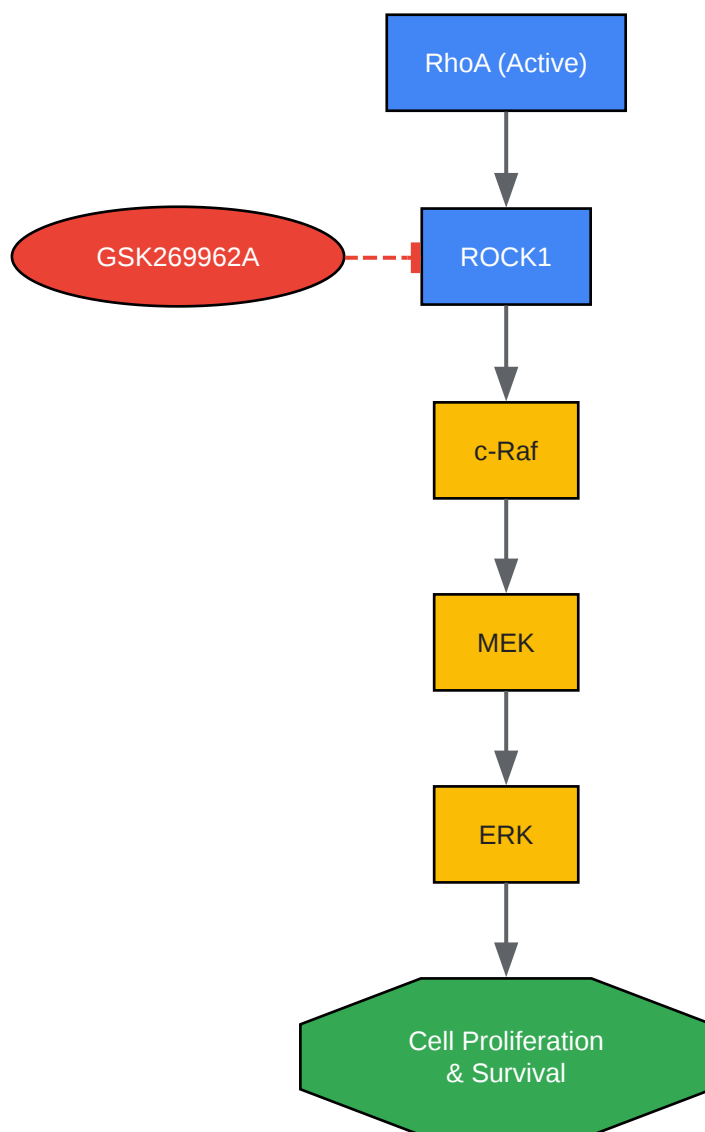 RhoA (Active)
GSK269962A
ROCK1
c-Raf
MEK
ERK
Cell Proliferation
& Survival